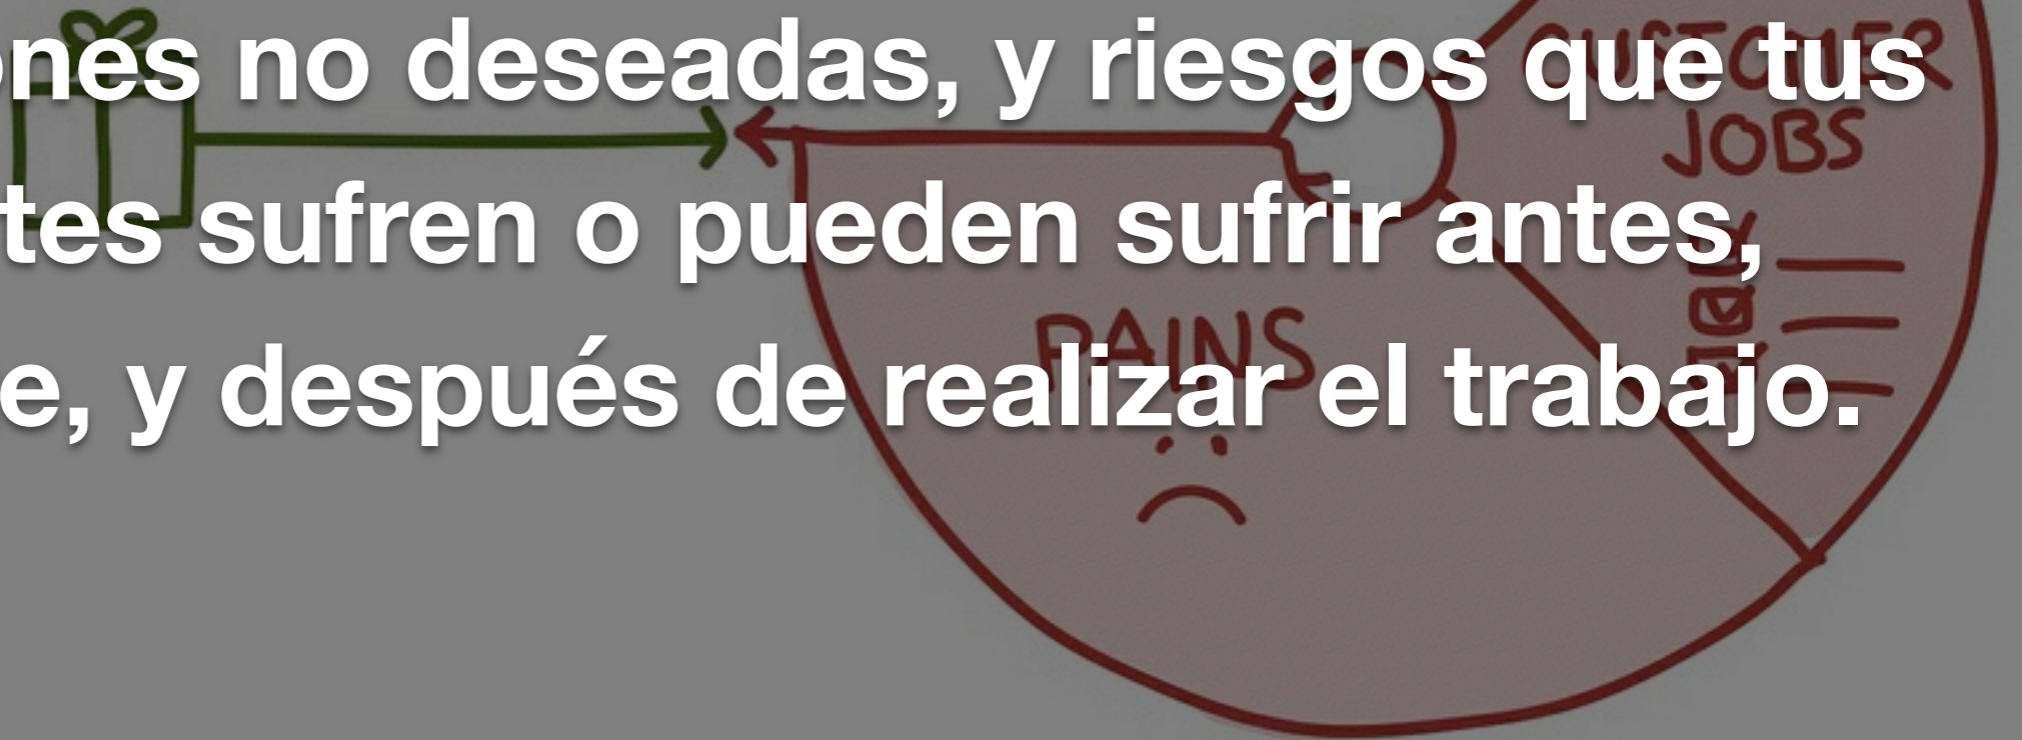 ones no deseadas, y riesgos que tus
tes sufren o pueden sufrir antes,
e, y después de realizar el trabajo.
CUSTOMER
JOBS
PAINS